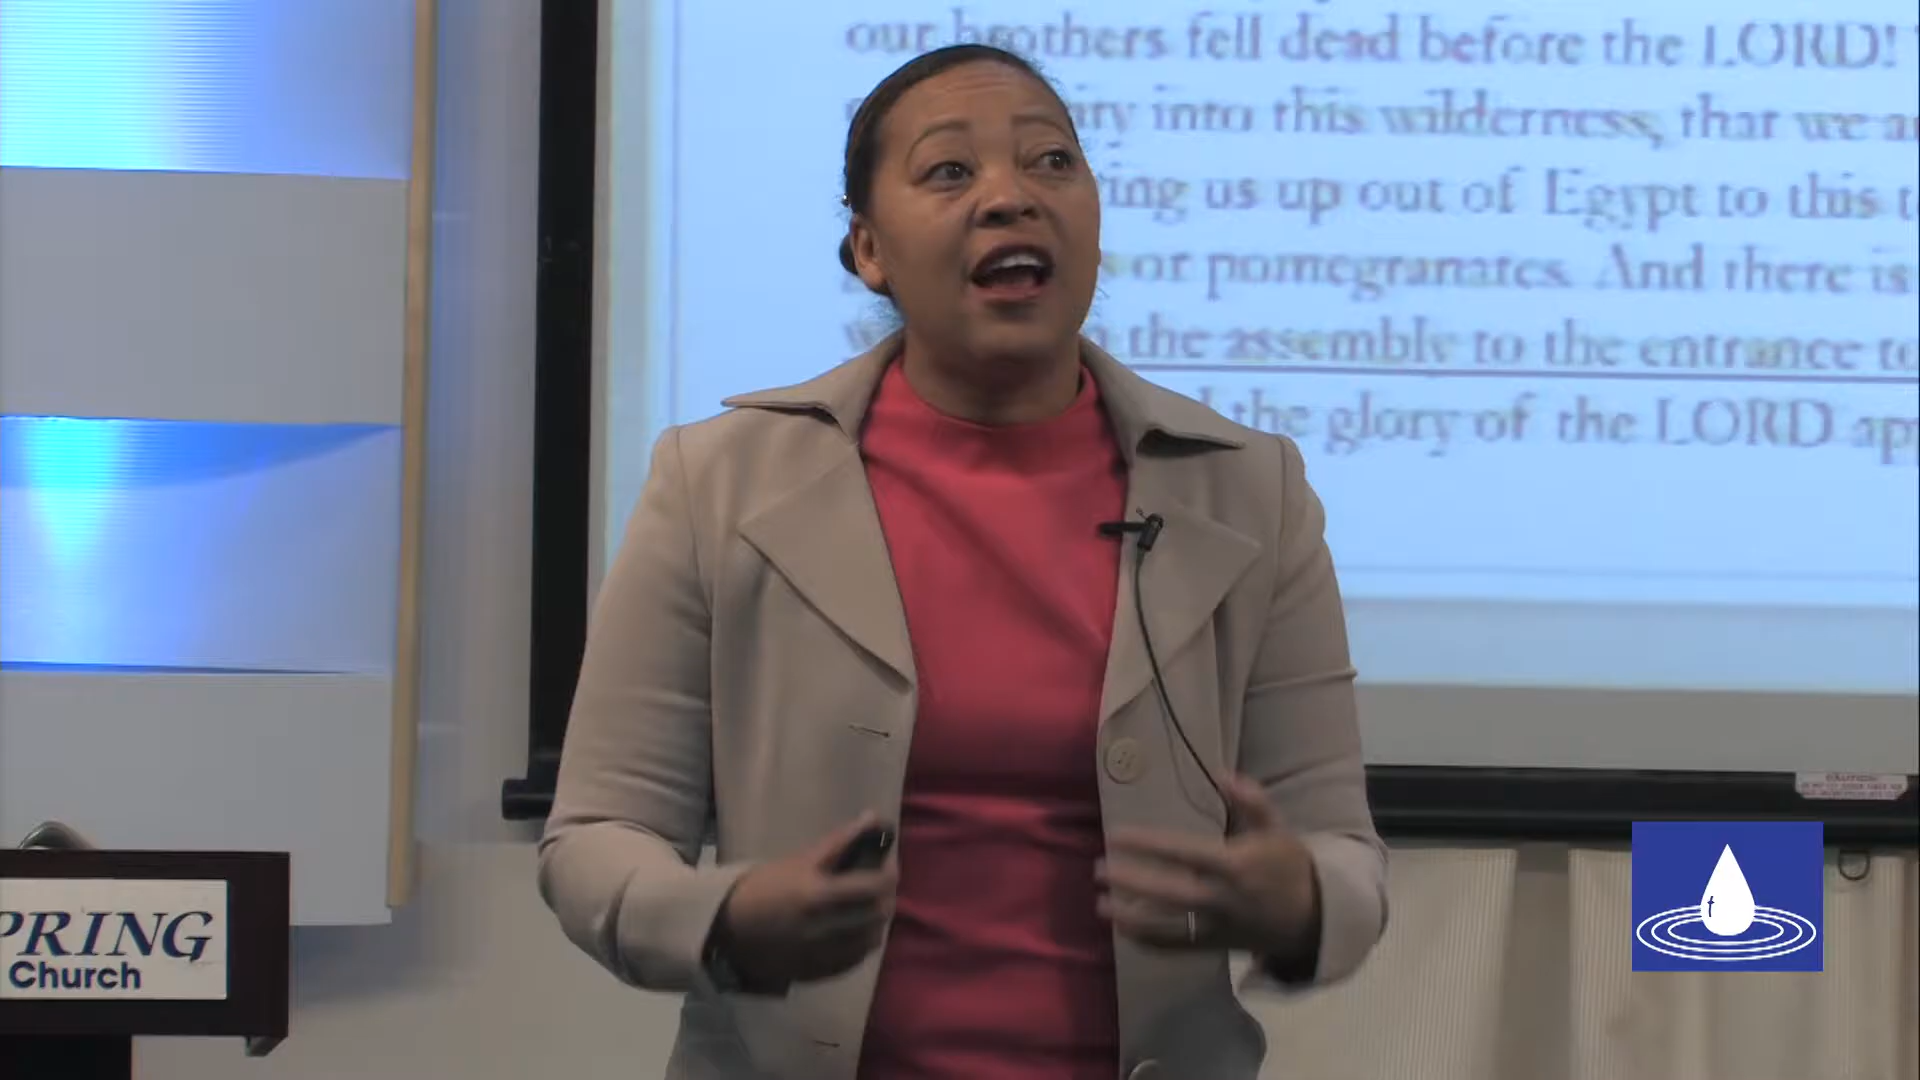 our brothers fell dead before the LORD!
into this wilderness, that we
us up out of Egypt to this
or pomegranates. And there is
the assembly to the entrance to
the glory of the LORD
PRING
Church
CAUTION
t